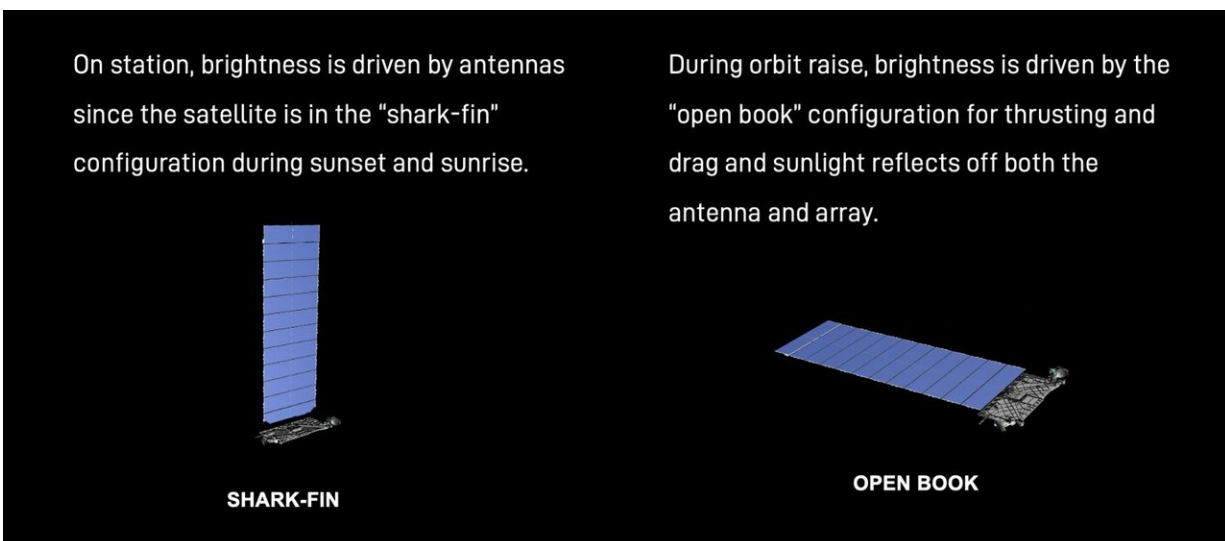 On station, brightness is driven by antennas
since the satellite is in the “shark-fin”
configuration during sunset and sunrise.
SHARK-FIN
During orbit raise, brightness is driven by the
“open book” configuration for thrusting and
drag and sunlight reflects off both the
antenna and array.
OPEN BOOK